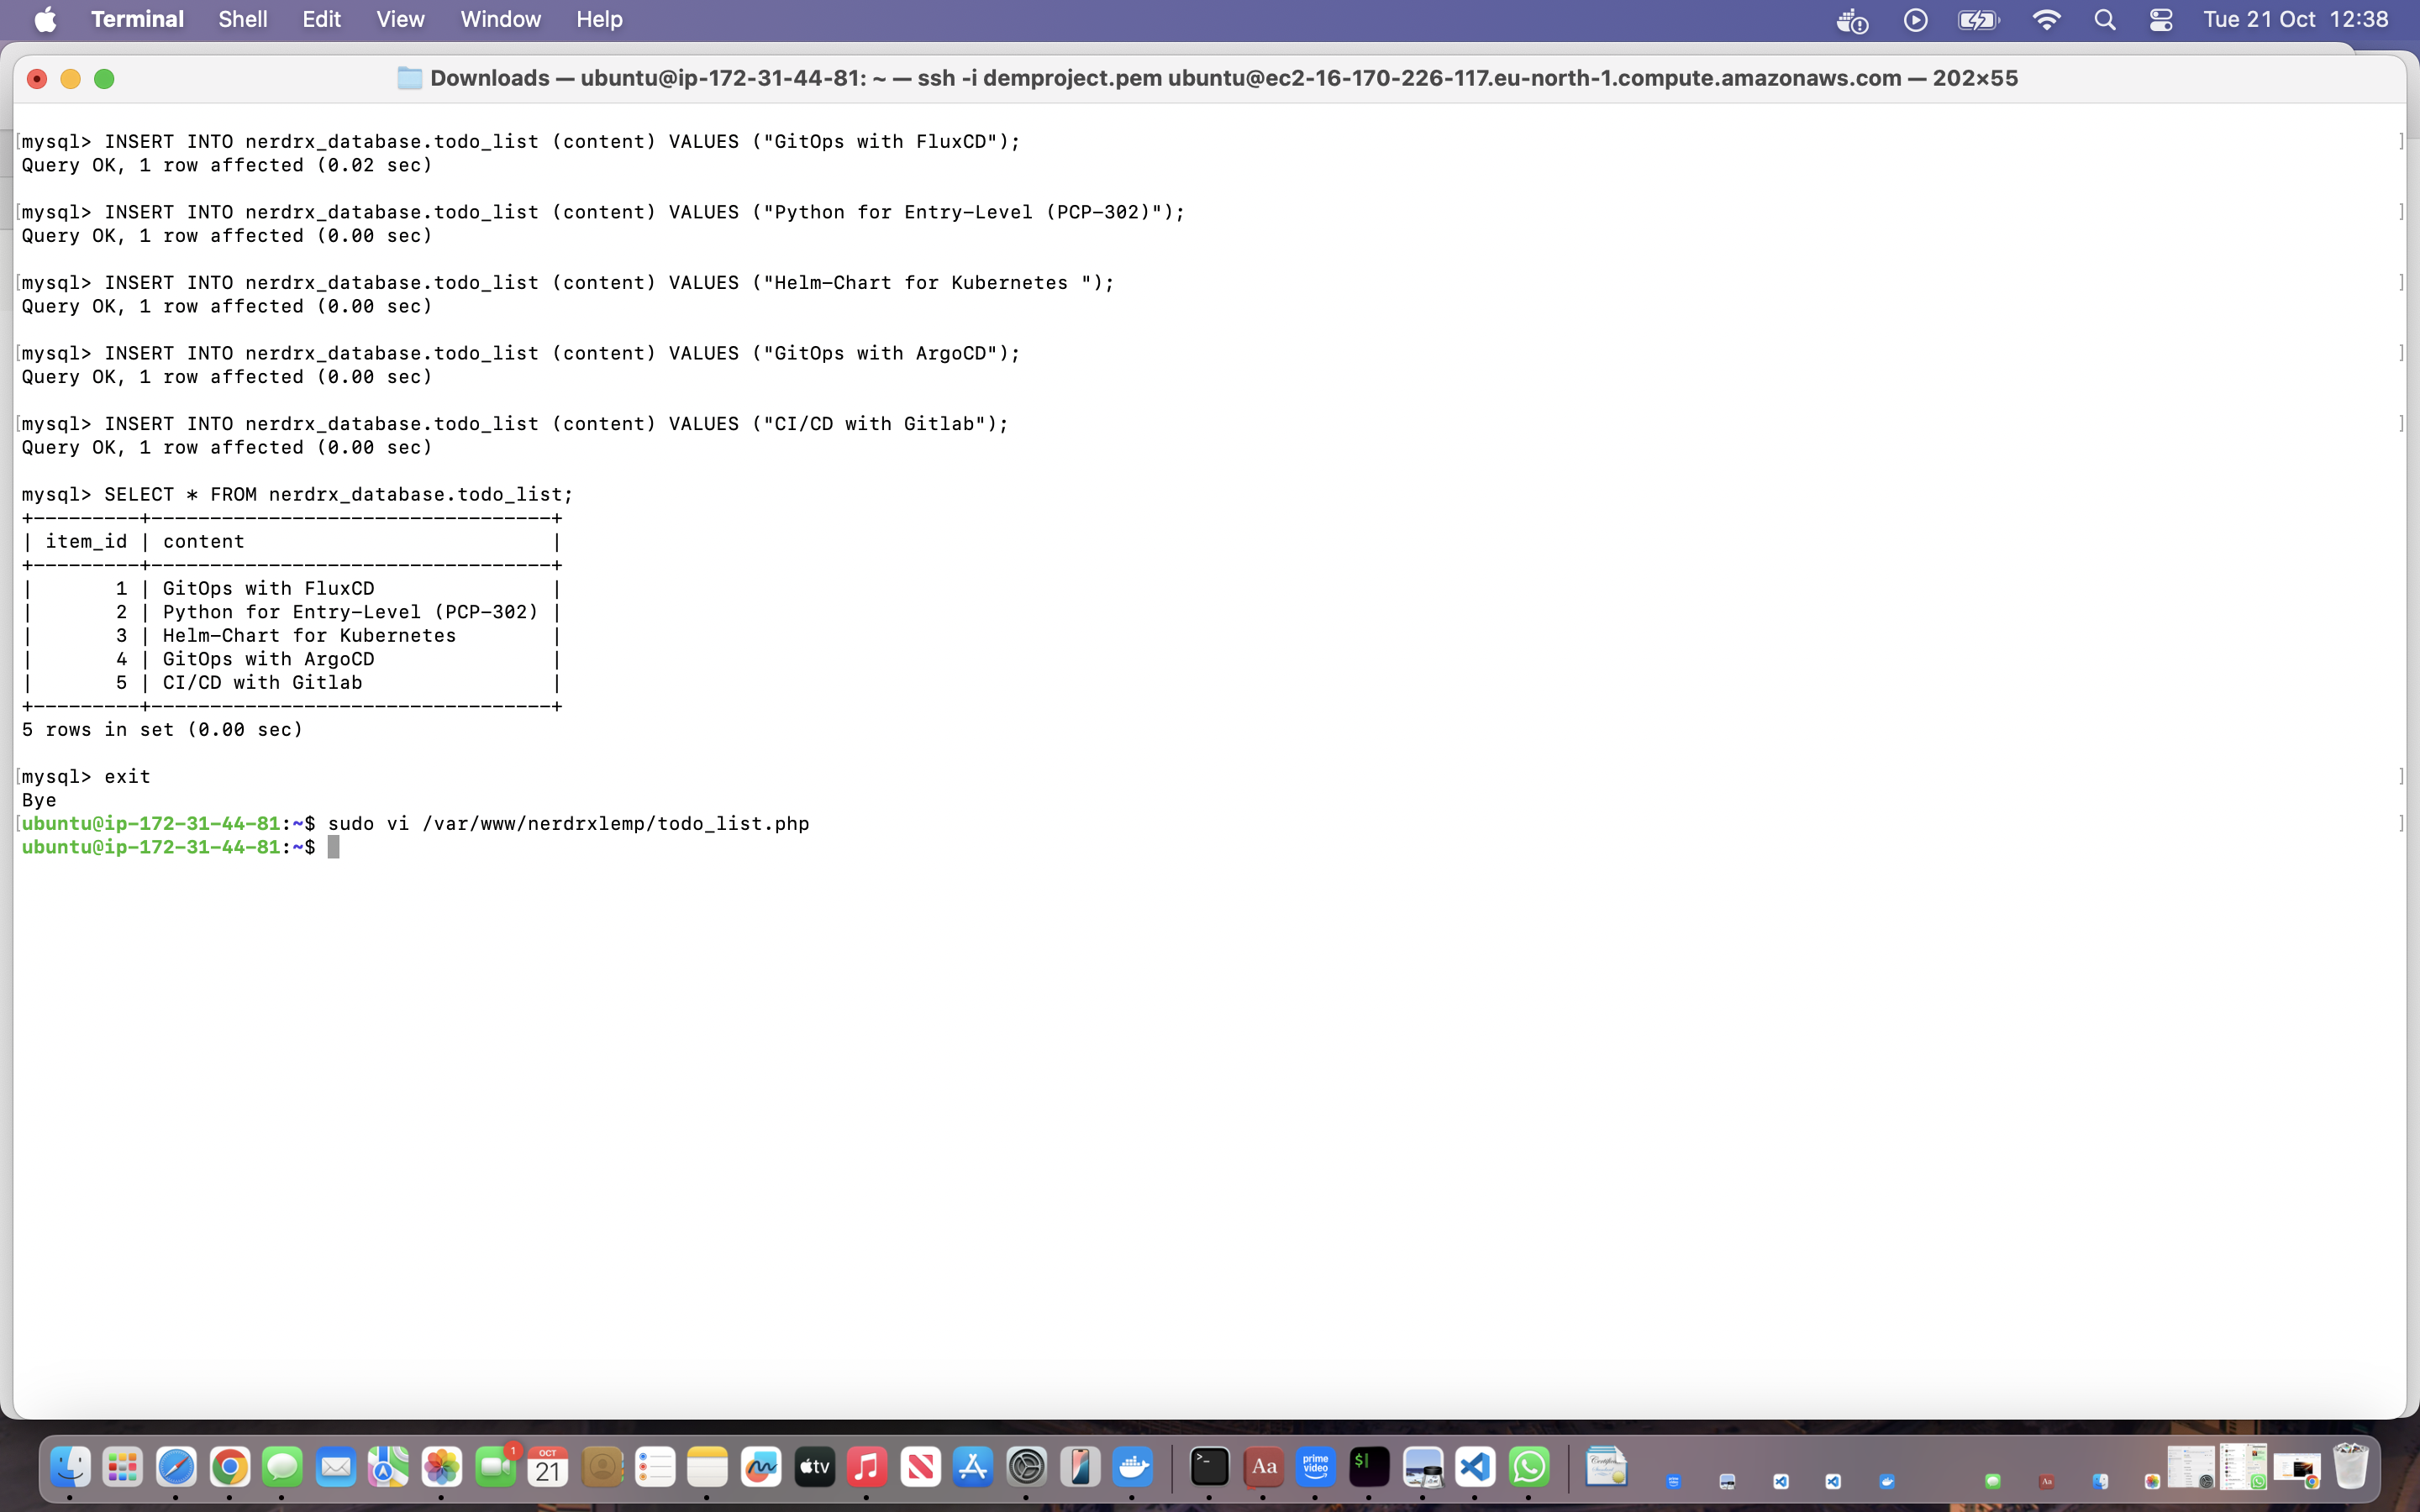 Terminal Shell Edit View Window Help Tue 21 Oct 12:38
Downloads — ubuntu@ip-172-31-44-81: ~ — ssh -i demproject.pem ubuntu@ec2-16-170-226-117.eu-north-1.compute.amazonaws.com — 202×55
[mysql> INSERT INTO nerdrx_database.todo_list (content) VALUES ("GitOps with FluxCD"); ]
Query OK, 1 row affected (0.02 sec)
[mysql> INSERT INTO nerdrx_database.todo_list (content) VALUES ("Python for Entry-Level (PCP-302)"); ]
Query OK, 1 row affected (0.00 sec)
[mysql> INSERT INTO nerdrx_database.todo_list (content) VALUES ("Helm-Chart for Kubernetes "); ]
Query OK, 1 row affected (0.00 sec)
[mysql> INSERT INTO nerdrx_database.todo_list (content) VALUES ("GitOps with ArgoCD"); ]
Query OK, 1 row affected (0.00 sec)
[mysql> INSERT INTO nerdrx_database.todo_list (content) VALUES ("CI/CD with Gitlab"); ]
Query OK, 1 row affected (0.00 sec)
mysql> SELECT * FROM nerdrx_database.todo_list;
+---------+----------------------------------+
| item_id | content                          |
+---------+----------------------------------+
|       1 | GitOps with FluxCD               |
|       2 | Python for Entry-Level (PCP-302) |
|       3 | Helm-Chart for Kubernetes        |
|       4 | GitOps with ArgoCD               |
|       5 | CI/CD with Gitlab                |
+---------+----------------------------------+
5 rows in set (0.00 sec)
[mysql> exit ]
Bye
[ubuntu@ip-172-31-44-81:~$ sudo vi /var/www/nerdrxlemp/todo_list.php ]
ubuntu@ip-172-31-44-81:~$
1 OCT 21 tv >_ Aa prime video $